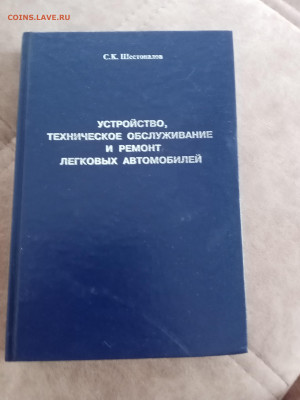 COINS.LAVE.RU
С.К. Шестопалов
УСТРОЙСТВО,
ТЕХНИЧЕСКОЕ ОБСЛУЖИВАНИЕ
И РЕМОНТ
ЛЕГКОВЫХ АВТОМОБИЛЕЙ